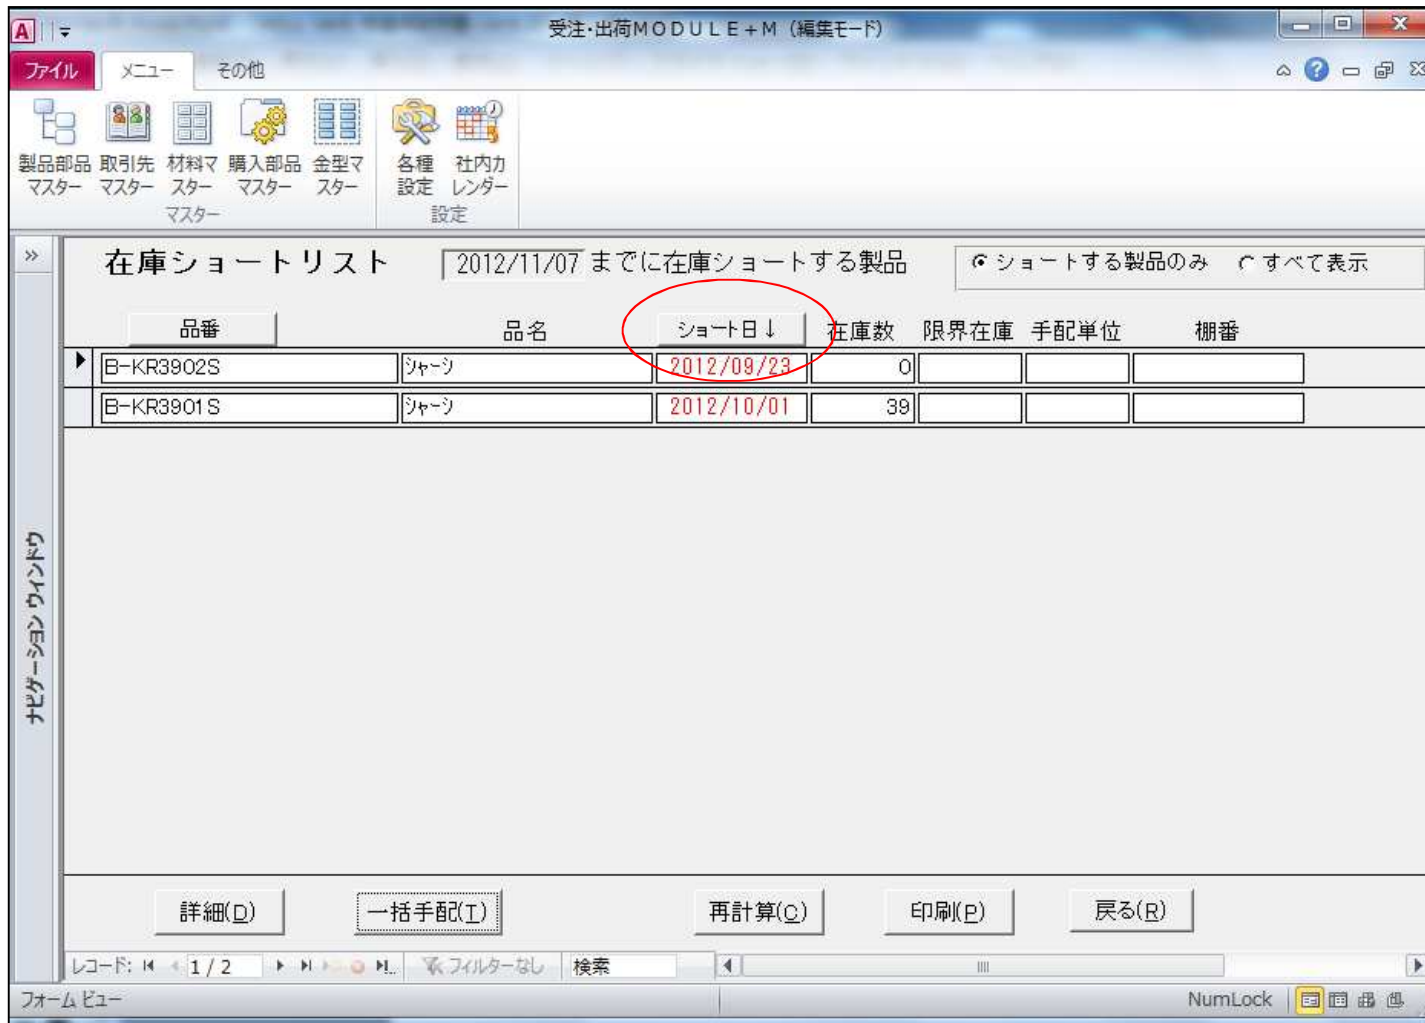 受注・出荷MODULE+M (編集モード)
ファイル メニュー その他
製品部品マスター 取引先マスター 材料マスター 購入部品マスター 金型マスター 各種設定 社内カレンダー
マスター 設定
在庫ショートリスト 2012/11/07 までに在庫ショートする製品 ショートする製品のみ すべて表示
品番 品名 ショート日↓ 在庫数 限界在庫 手配単位 棚番
B-KR3902S シャーシ 2012/09/23 0
B-KR3901S シャーシ 2012/10/01 39
ナビゲーション ウィンドウ
詳細(D) 一括手配(T) 再計算(C) 印刷(P) 戻る(R)
レコード: 1 / 2 フィルターなし 検索
フォーム ビュー NumLock